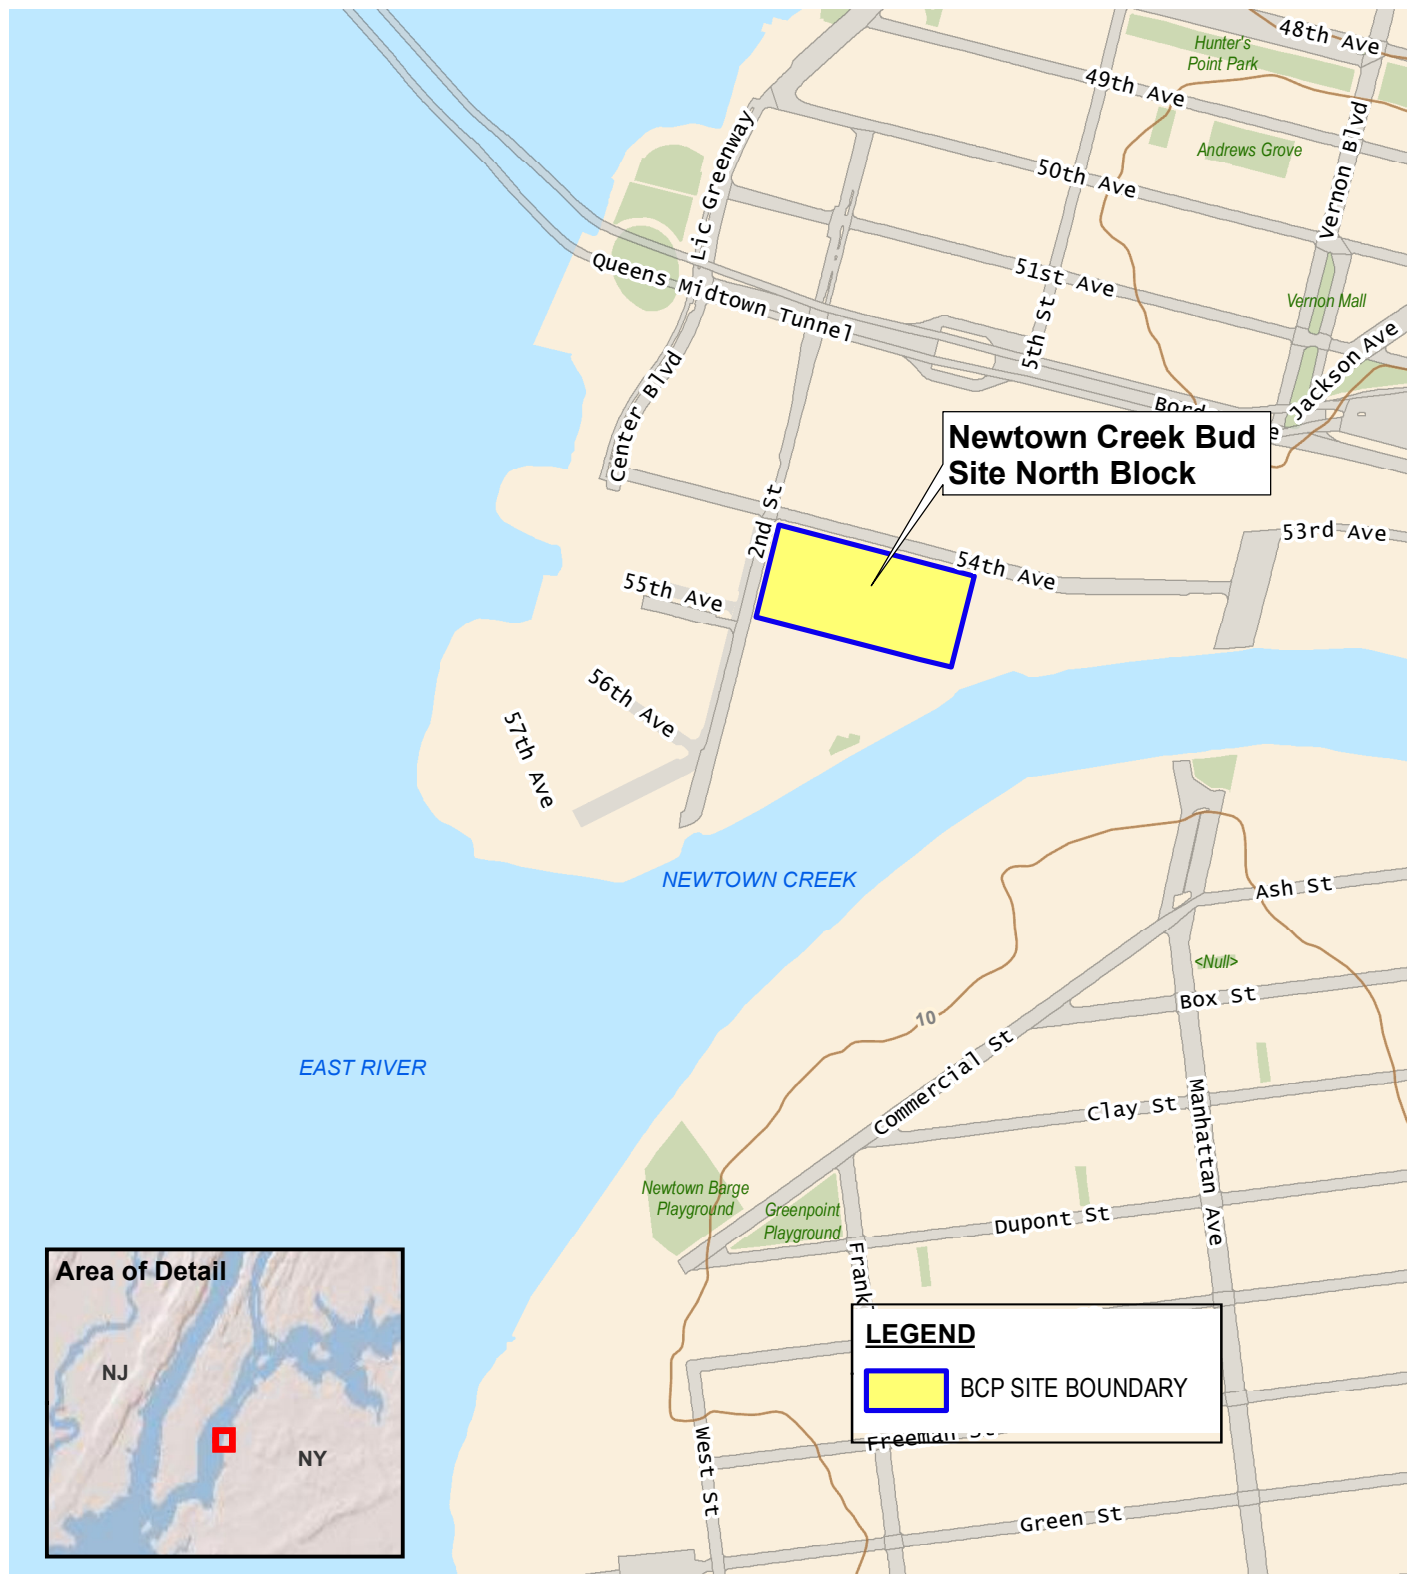 48th Ave
Hunter's
Point Park
49th Ave
Vernon Blvd
Andrews Grove
Lic Greenway
50th Ave
Queens Midtown Tunnel
51st Ave
5th St
Vernon Mall
Jackson Ave
Center Blvd
Newtown Creek Bud
Site North Block
2nd St
53rd Ave
54th Ave
55th Ave
56th Ave
57th Ave
NEWTOWN CREEK
Ash St
<Null>
Box St
10
Commercial St
EAST RIVER
Clay St
Manhattan Ave
Newtown Barge
Playground
Greenpoint
Playground
Dupont St
Area of Detail
NJ
NY
LEGEND
BCP SITE BOUNDARY
Freeman
West St
Green St